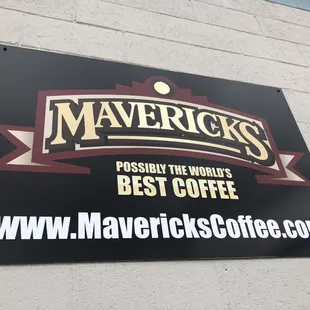 MAVERICKS
POSSIBLY THE WORLD'S
BEST COFFEE
www.MavericksCoffee.co